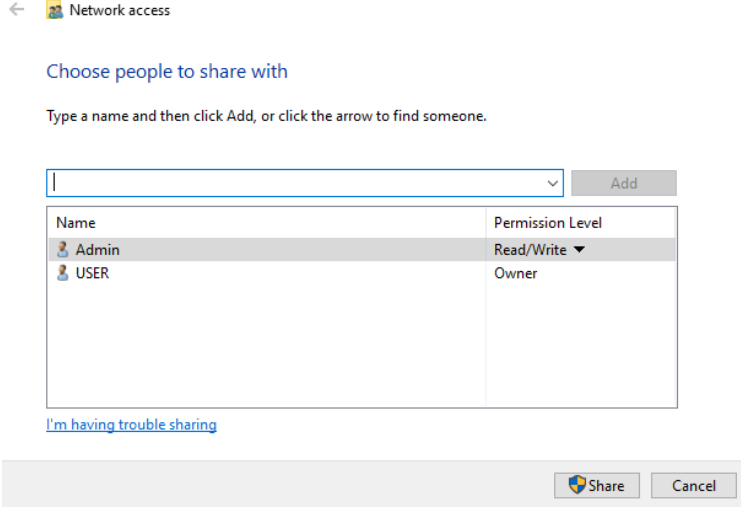 Network access
Choose people to share with
Type a name and then click Add, or click the arrow to find someone.
Add
Name Permission Level
Admin Read/Write
USER Owner
I'm having trouble sharing
Share Cancel